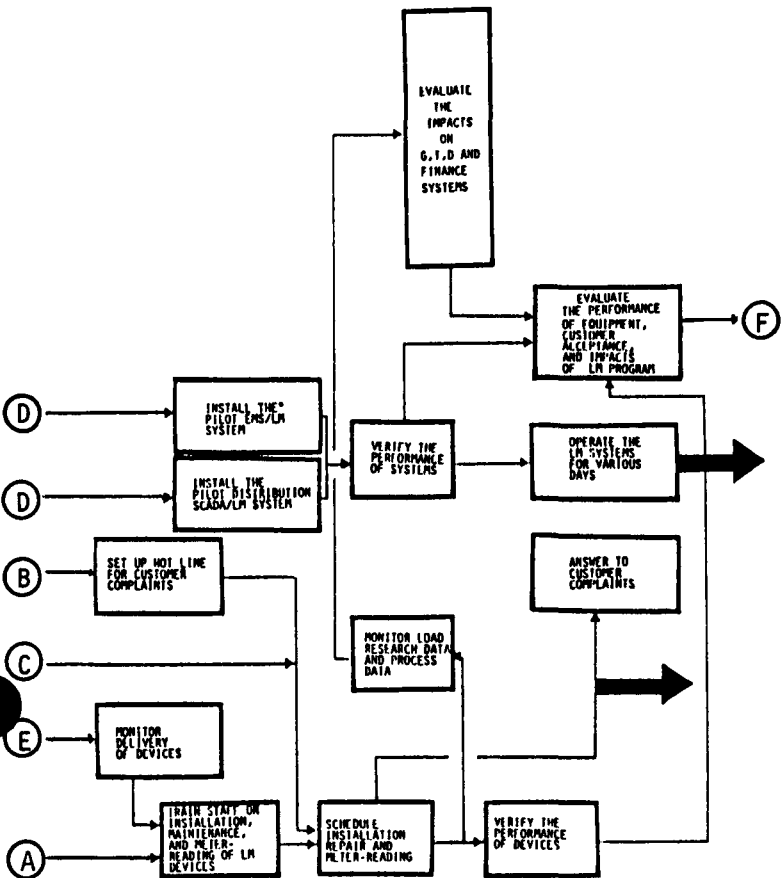 EVALUATE
THE
IMPACTS
ON
G,T,D AND
FINANCE
SYSTEMS
EVALUATE
THE PERFORMANCE
OF EQUIPMENT,
CUSTOMER
ACCEPTANCE,
AND IMPACTS
OF LM PROGRAM
F
D
INSTALL THE
PILOT EMS/LM
SYSTEM
VERIFY THE
PERFORMANCE
OF SYSTEMS
OPERATE THE
LM SYSTEMS
FOR VARIOUS
DAYS
D
INSTALL THE
PILOT DISTRIBUTION
SCADA/LM SYSTEM
B
SET UP HOT LINE
FOR CUSTOMER
COMPLAINTS
ANSWER TO
CUSTOMER
COMPLAINTS
C
MONITOR LOAD
RESEARCH DATA
AND PROCESS
DATA
E
MONITOR
DELIVERY
OF DEVICES
A
TRAIN STAFF ON
INSTALLATION,
MAINTENANCE,
AND METER-
READING OF LM
DEVICES
SCHEDULE
INSTALLATION
REPAIR AND
METER-READING
VERIFY THE
PERFORMANCE
OF DEVICES